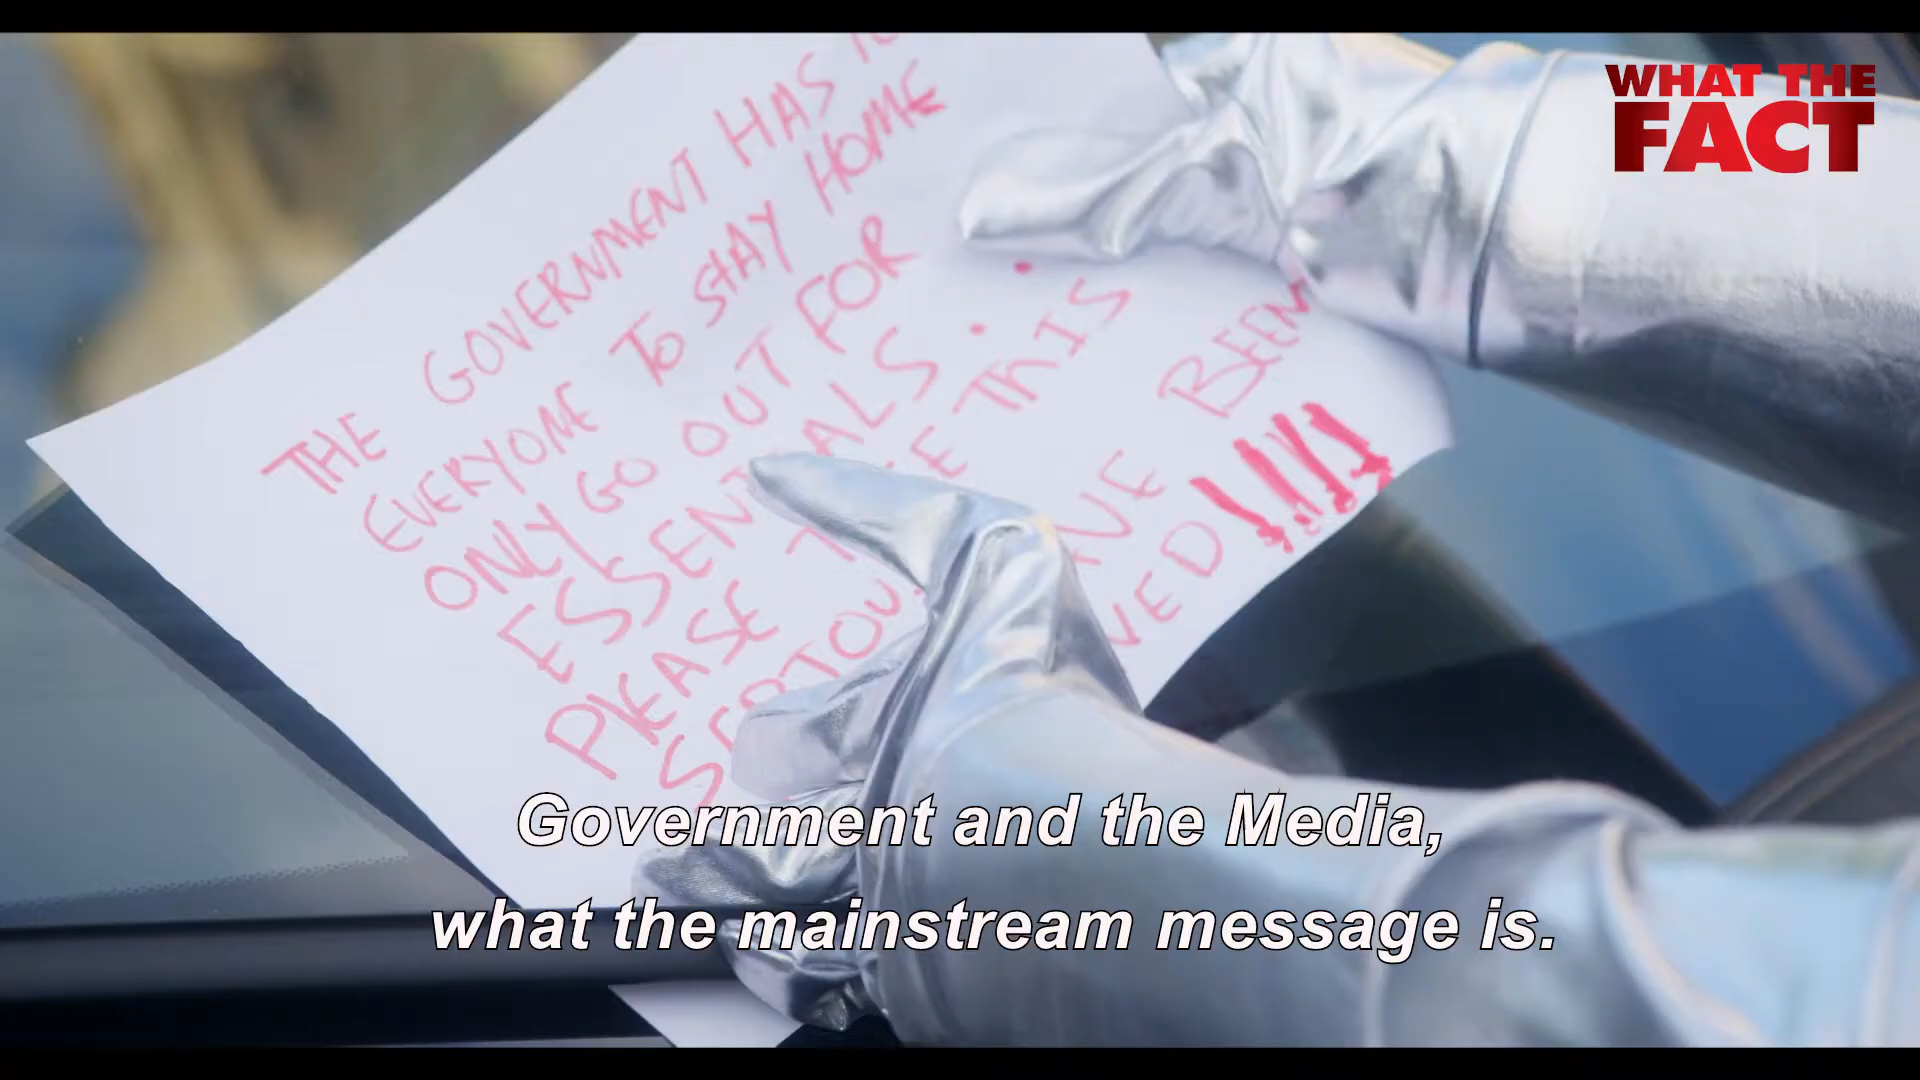 WHAT THE
FACT
THE GOVERNMENT HAS
EVERYONE TO STAY HOME
ONLY GO OUT FOR
ESSENTIALS.
PLEASE THIS
BEEN
!!!!
Government and the Media,
what the mainstream message is.